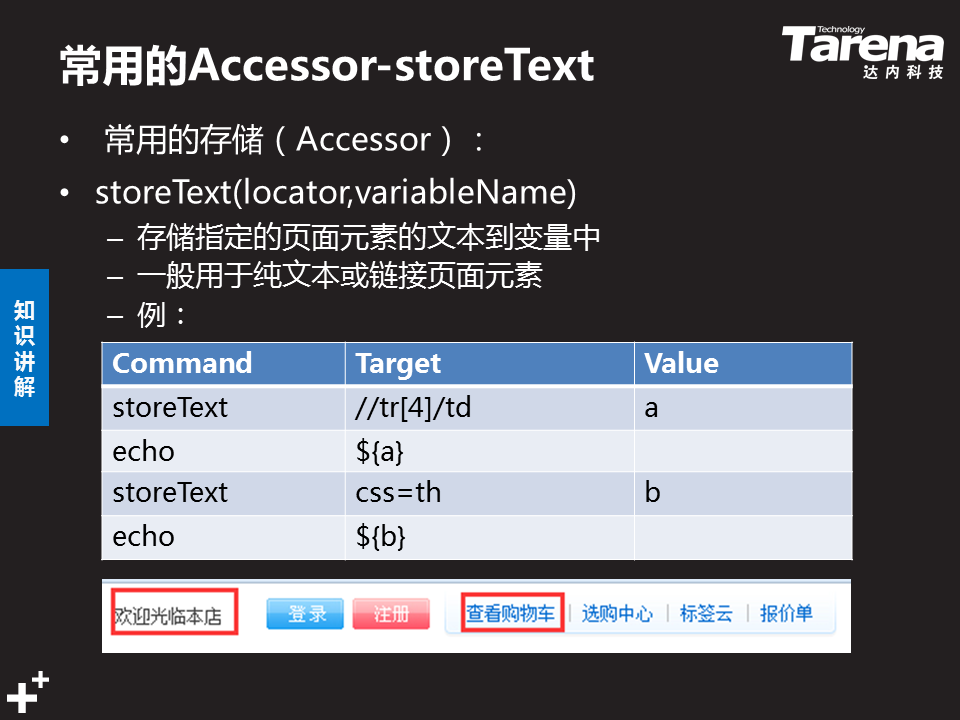 常用的Accessor-storeText
Technology
Tarena
达内科技
• 常用的存储（Accessor）：
• storeText(locator,variableName)
– 存储指定的页面元素的文本到变量中
– 一般用于纯文本或链接页面元素
– 例：
知识讲解
Command Target Value
storeText //tr[4]/td a
echo ${a}
storeText css=th b
echo ${b}
欢迎光临本店 登录 注册 查看购物车 | 选购中心 | 标签云 | 报价单